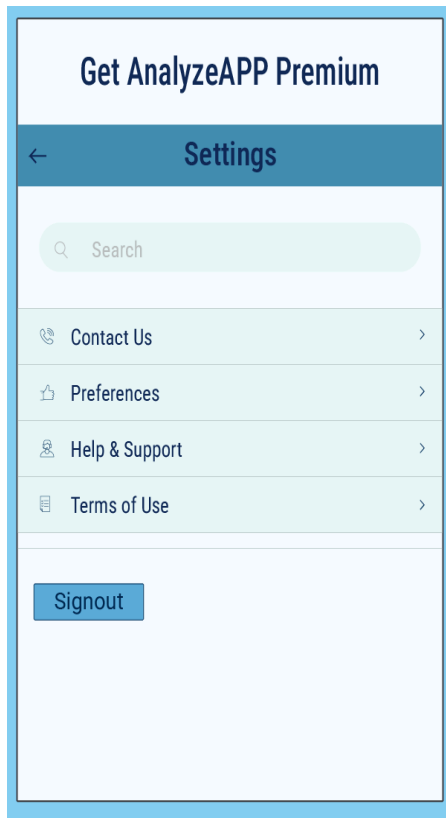 Get AnalyzeAPP Premium
Settings
Search
Contact Us
Preferences
Help & Support
Terms of Use
Signout